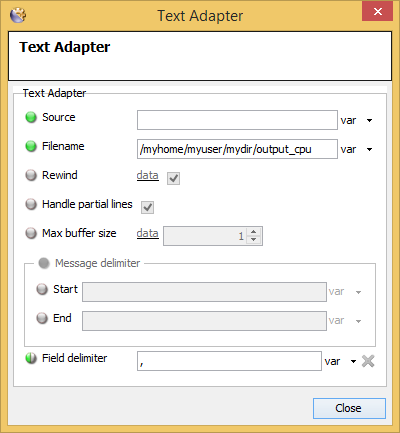 Text Adapter
Text Adapter
Text Adapter
Source var
Filename /myhome/myuser/mydir/output_cpu var
Rewind data
Handle partial lines
Max buffer size data 1
Message delimiter
Start var
End var
Field delimiter , var
Close